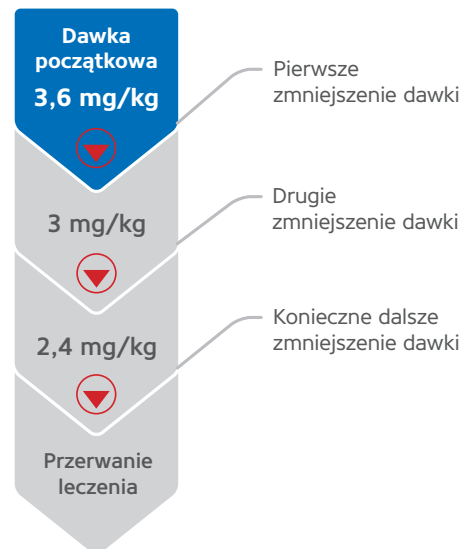 Dawka
początkowa
3,6 mg/kg
Pierwsze
zmniejszenie dawki
3 mg/kg
Drugie
zmniejszenie dawki
2,4 mg/kg
Konieczne dalsze
zmniejszenie dawki
Przerwanie
leczenia